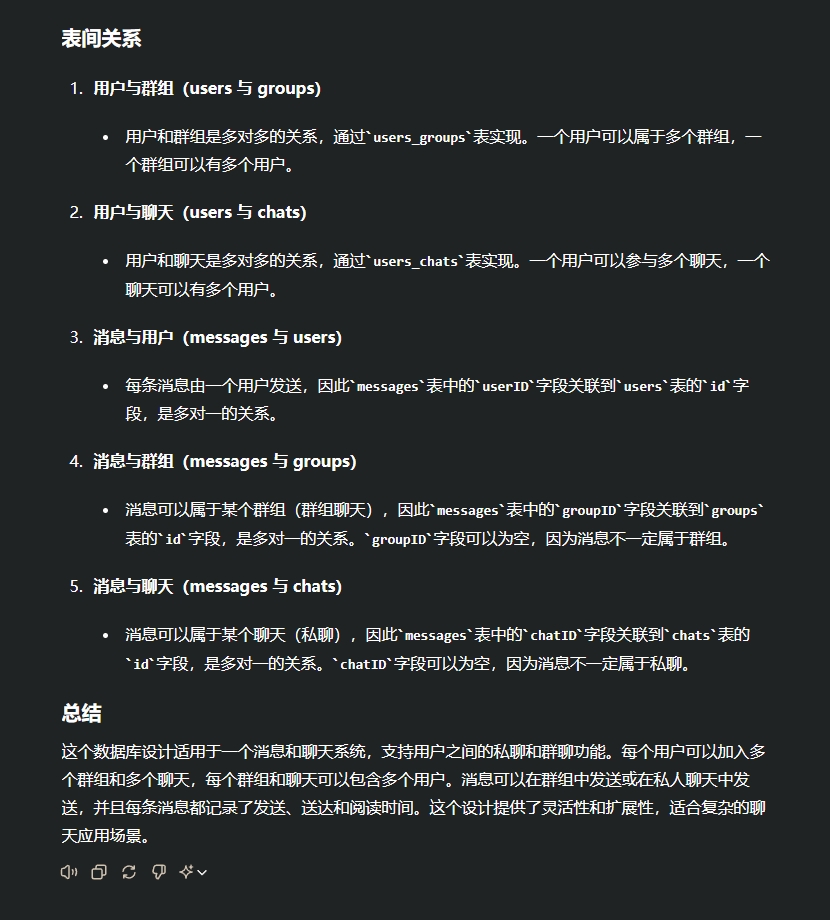 表间关系
1. 用户与群组（users 与 groups）
• 用户和群组是多对多的关系，通过`users_groups`表实现。一个用户可以属于多个群组，一
个群组可以有多个用户。
2. 用户与聊天（users 与 chats）
• 用户和聊天是多对多的关系，通过`users_chats`表实现。一个用户可以参与多个聊天，一个
聊天可以有多个用户。
3. 消息与用户（messages 与 users）
• 每条消息由一个用户发送，因此`messages`表中的`userID`字段关联到`users`表的`id`字
段，是多对一的关系。
4. 消息与群组（messages 与 groups）
• 消息可以属于某个群组（群组聊天），因此`messages`表中的`groupID`字段关联到`groups`
表的`id`字段，是多对一的关系。`groupID`字段可以为空，因为消息不一定属于群组。
5. 消息与聊天（messages 与 chats）
• 消息可以属于某个聊天（私聊），因此`messages`表中的`chatID`字段关联到`chats`表的
`id`字段，是多对一的关系。`chatID`字段可以为空，因为消息不一定属于私聊。
总结
这个数据库设计适用于一个消息和聊天系统，支持用户之间的私聊和群聊功能。每个用户可以加入多
个群组和多个聊天，每个群组和聊天可以包含多个用户。消息可以在群组中发送或在私人聊天中发
送，并且每条消息都记录了发送、送达和阅读时间。这个设计提供了灵活性和扩展性，适合复杂的聊
天应用场景。